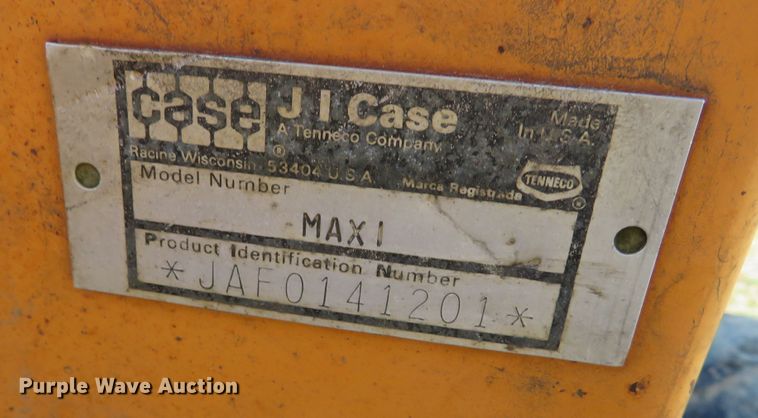 case J I Case
A Tenneco Company
Made
In U.S.A.
®
Racine Wisconsin, 53404 U.S.A.
Marca Registrada
TENNECO
®
Model Number
MAXI
Product Identification Number
*JAF0141201*
Purple Wave Auction